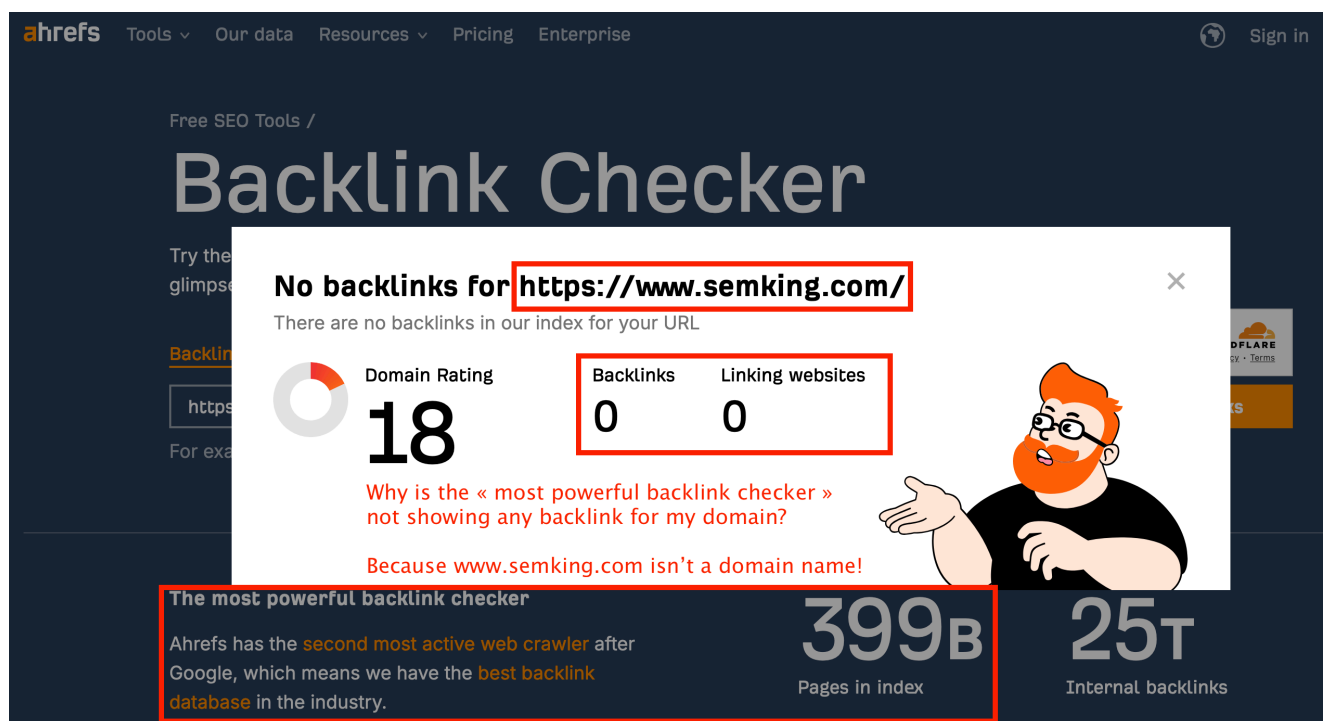 ahrefs Tools Our data Resources Pricing Enterprise Sign in
Free SEO Tools /
Backlink Checker
Try the
glimpse
No backlinks for https://www.semking.com/
There are no backlinks in our index for your URL
Backlin
https
For exa
Domain Rating
18
Backlinks
0
Linking websites
0
DFLARE
Terms
Why is the « most powerful backlink checker »
not showing any backlink for my domain?
Because www.semking.com isn’t a domain name!
The most powerful backlink checker
Ahrefs has the second most active web crawler after
Google, which means we have the best backlink
database in the industry.
399B
Pages in index
25T
Internal backlinks